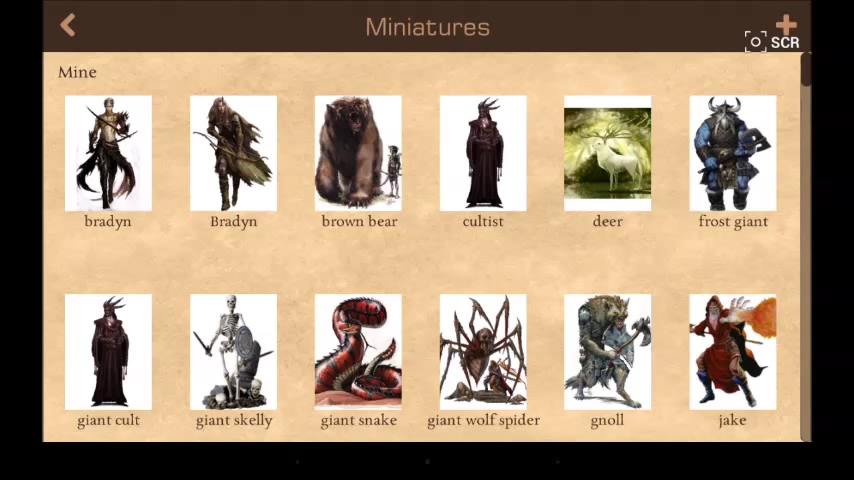 Miniatures
SCR
Mine
bradyn
Bradyn
brown bear
cultist
deer
frost giant
giant cult
giant skelly
giant snake
giant wolf spider
gnoll
jake